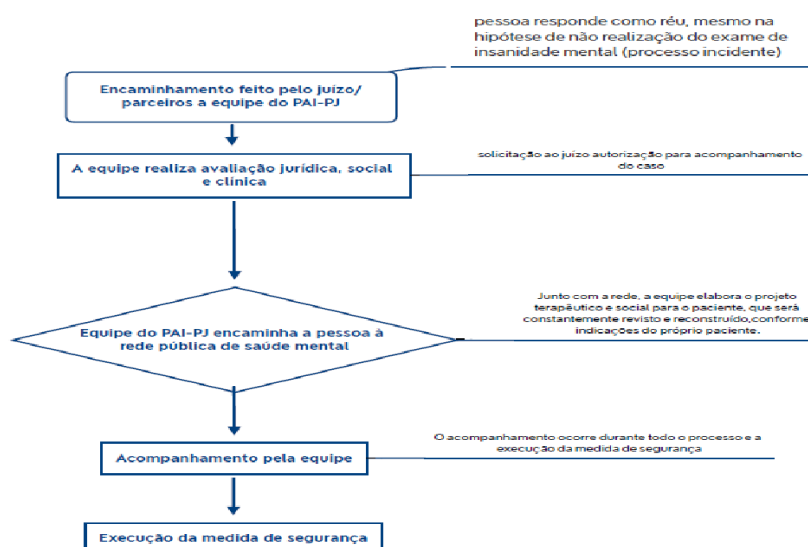 pessoa responde como réu, mesmo na
hipótese de não realização do exame de
insanidade mental (processo incidente)
Encaminhamento feito pelo juízo/
parceiros a equipe do PAI-PJ
A equipe realiza avaliação jurídica, social
e clínica
solicitação ao juízo autorização para acompanhamento
do caso
Junto com a rede, a equipe elabora o projeto
terapêutico e social para o paciente, que será
constantemente revisto e reconstruído,conforme
indicações do próprio paciente.
Equipe do PAI-PJ encaminha a pessoa à
rede pública de saúde mental
O acompanhamento ocorre durante todo o processo e a
execução da medida de segurança
Acompanhamento pela equipe
Execução da medida de segurança